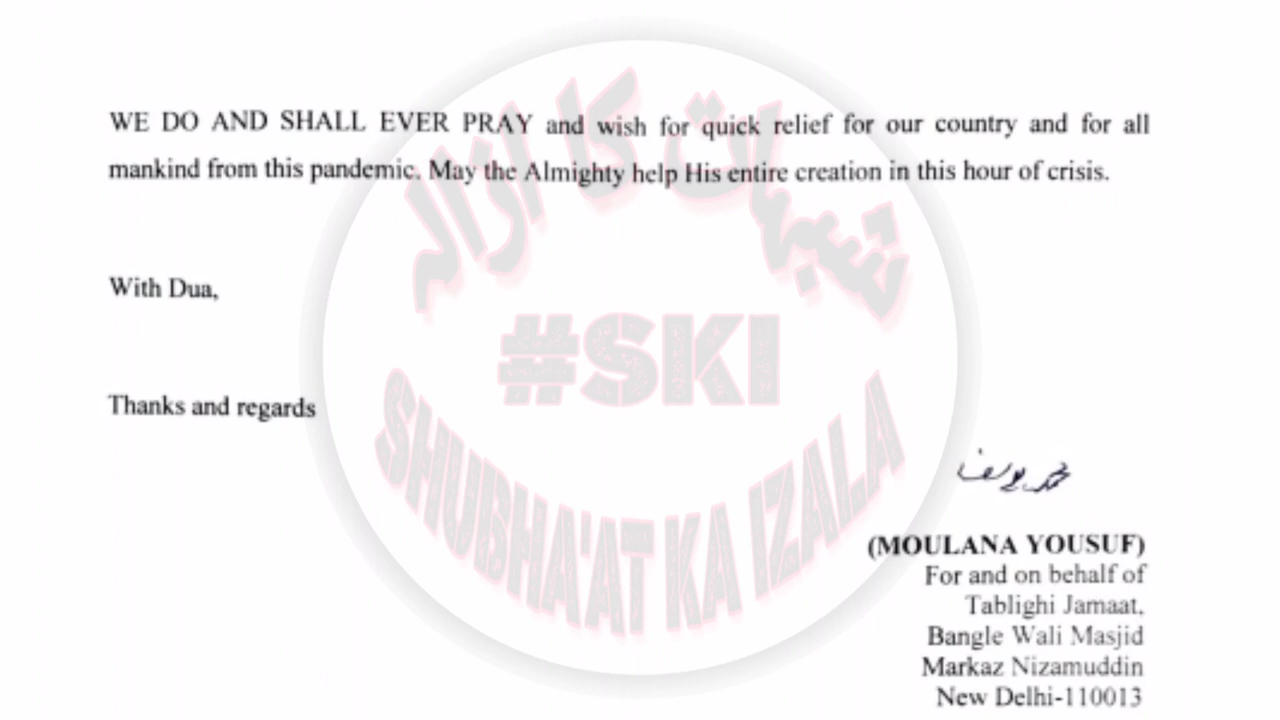 WE DO AND SHALL EVER PRAY and wish for quick relief for our country and for all
mankind from this pandemic. May the Almighty help His entire creation in this hour of crisis.
With Dua,
Thanks and regards
شبہات کا ازالہ
#SKI
SHUBHA'AT KA IZALA
محمد یوسف
(MOULANA YOUSUF)
For and on behalf of
Tablighi Jamaat,
Bangle Wali Masjid
Markaz Nizamuddin
New Delhi-110013